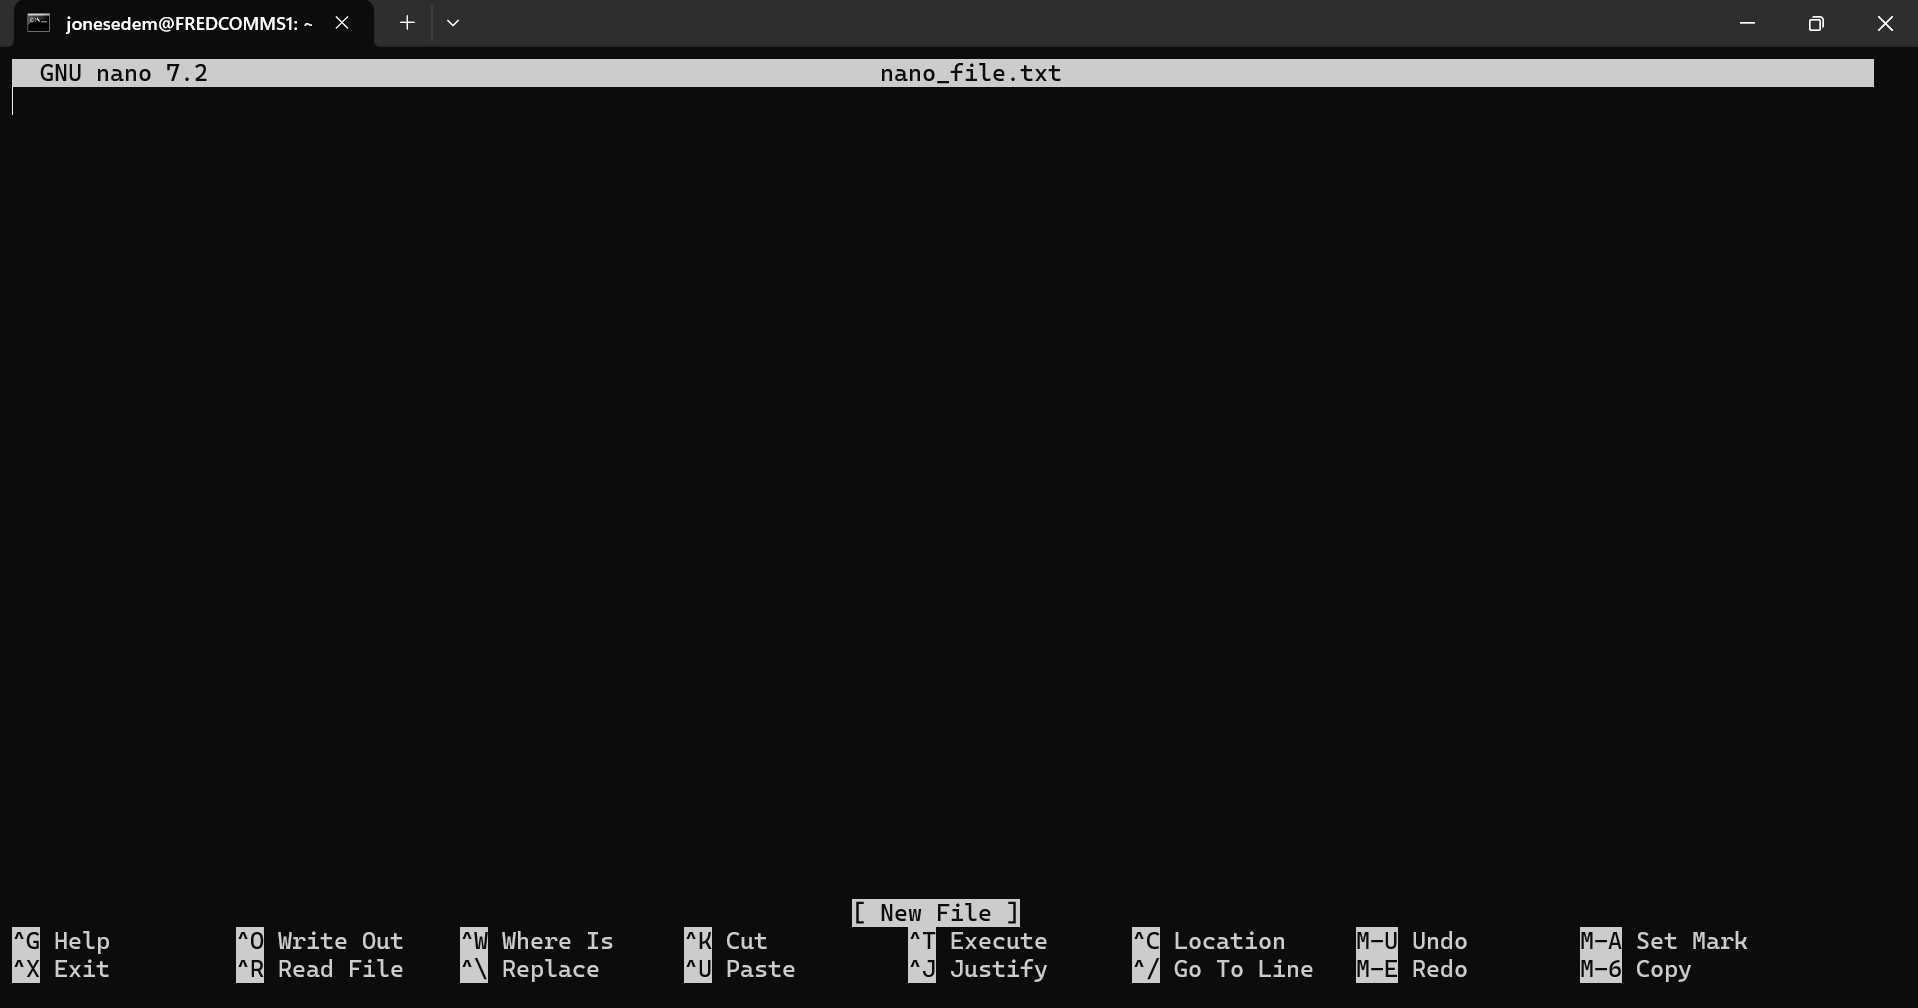 jonesedem@FREDCOMMS1: ~
GNU nano 7.2 nano_file.txt
[ New File ]
^G Help ^O Write Out ^W Where Is ^K Cut ^T Execute ^C Location M-U Undo M-A Set Mark
^X Exit ^R Read File ^\ Replace ^U Paste ^J Justify ^/ Go To Line M-E Redo M-6 Copy